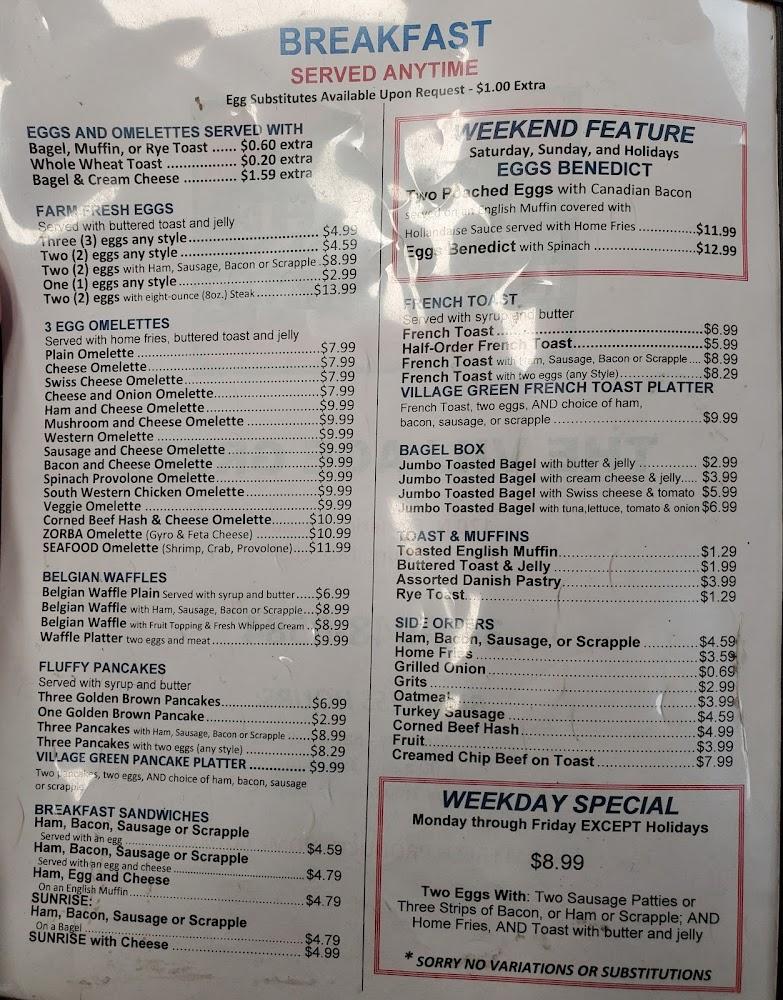 BREAKFAST
SERVED ANYTIME
Egg Substitutes Available Upon Request - $1.00 Extra
EGGS AND OMELETTES SERVED WITH
Bagel, Muffin, or Rye Toast ...... $0.60 extra
Whole Wheat Toast ............... $0.20 extra
Bagel & Cream Cheese ............ $1.59 extra
FARM FRESH EGGS
Served with buttered toast and jelly
Three (3) eggs any style............................ $4.99
Two (2) eggs any style.............................. $4.59
Two (2) eggs with Ham, Sausage, Bacon or Scrapple .$8.99
One (1) eggs any style.............................. $2.99
Two (2) eggs with eight-ounce (8oz.) Steak ............$13.99
3 EGG OMELETTES
Served with home fries, buttered toast and jelly
Plain Omelette ....................................$7.99
Cheese Omelette..................................$7.99
Swiss Cheese Omelette............................$7.99
Cheese and Onion Omelette........................$7.99
Ham and Cheese Omelette.........................$9.99
Mushroom and Cheese Omelette ..................$9.99
Western Omelette ................................$9.99
Sausage and Cheese Omelette.....................$9.99
Bacon and Cheese Omelette ......................$9.99
Spinach Provolone Omelette......................$9.99
South Western Chicken Omelette.................$9.99
Veggie Omelette .................................$9.99
Corned Beef Hash & Cheese Omelette.........$10.99
ZORBA Omelette (Gyro & Feta Cheese) .............$10.99
SEAFOOD Omelette (Shrimp, Crab, Provolone)....$11.99
BELGIAN WAFFLES
Belgian Waffle Plain Served with syrup and butter.....$6.99
Belgian Waffle with Ham, Sausage, Bacon or Scrapple...$8.99
Belgian Waffle with Fruit Topping & Fresh Whipped Cream ..$8.99
Waffle Platter two eggs and meat......................$9.99
FLUFFY PANCAKES
Served with syrup and butter
Three Golden Brown Pancakes....................$6.99
One Golden Brown Pancake.......................$2.99
Three Pancakes with Ham, Sausage, Bacon or Scrapple ......$8.99
Three Pancakes with two eggs (any style) ...............$8.29
VILLAGE GREEN PANCAKE PLATTER ............. $9.99
Two pancakes, two eggs, AND choice of ham, bacon, sausage
or scrapple
BREAKFAST SANDWICHES
Ham, Bacon, Sausage or Scrapple
Served with an egg .................................$4.59
Ham, Bacon, Sausage or Scrapple
Served with an egg and cheese .........................$4.79
Ham, Egg and Cheese
On an English Muffin..................................$4.79
SUNRISE:
Ham, Bacon, Sausage or Scrapple
On a Bagel .........................................$4.79
SUNRISE with Cheese ............................$4.99
WEEKEND FEATURE
Saturday, Sunday, and Holidays
EGGS BENEDICT
Two Poached Eggs with Canadian Bacon
served on an English Muffin covered with
Hollandaise Sauce served with Home Fries ..............$11.99
Eggs Benedict with Spinach .........................$12.99
FRENCH TOAST
Served with syrup and butter
French Toast.......................................$6.99
Half-Order French Toast...........................$5.99
French Toast with Ham, Sausage, Bacon or Scrapple.... $8.99
French Toast with two eggs (any Style)...................$8.29
VILLAGE GREEN FRENCH TOAST PLATTER
French Toast, two eggs, AND choice of ham,
bacon, sausage, or scrapple ...........................$9.99
BAGEL BOX
Jumbo Toasted Bagel with butter & jelly ............. $2.99
Jumbo Toasted Bagel with cream cheese & jelly..... $3.99
Jumbo Toasted Bagel with Swiss cheese & tomato $5.99
Jumbo Toasted Bagel with tuna,lettuce, tomato & onion $6.99
TOAST & MUFFINS
Toasted English Muffin.............................$1.29
Buttered Toast & Jelly .............................$1.99
Assorted Danish Pastry............................$3.99
Rye Toast..........................................$1.29
SIDE ORDERS
Ham, Bacon, Sausage, or Scrapple ............$4.59
Home Fries.......................................$3.59
Grilled Onion.....................................$0.69
Grits..............................................$2.99
Oatmeal..........................................$3.99
Turkey Sausage .................................$4.59
Corned Beef Hash...............................$4.99
Fruit..............................................$3.99
Creamed Chip Beef on Toast....................$7.99
WEEKDAY SPECIAL
Monday through Friday EXCEPT Holidays
$8.99
Two Eggs With: Two Sausage Patties or
Three Strips of Bacon, or Ham or Scrapple; AND
Home Fries, AND Toast with butter and jelly
* SORRY NO VARIATIONS OR SUBSTITUTIONS